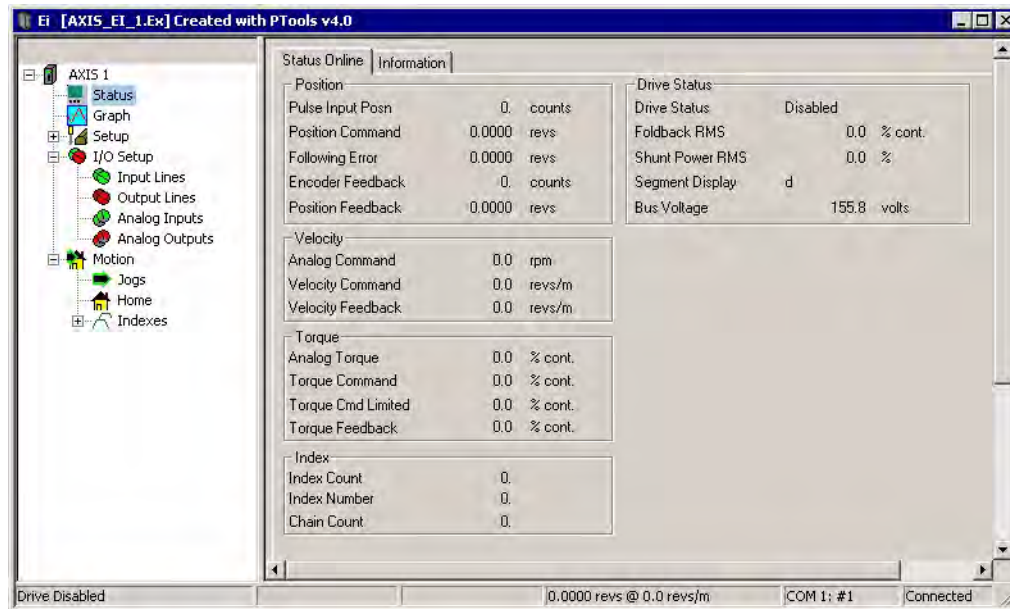 Ei [AXIS_EI_1.Ex] Created with PTools v4.0
AXIS 1
Status
Graph
Setup
I/O Setup
Input Lines
Output Lines
Analog Inputs
Analog Outputs
Motion
Jogs
Home
Indexes
Status Online Information
Position
Pulse Input Posn 0. counts
Position Command 0.0000 revs
Following Error 0.0000 revs
Encoder Feedback 0. counts
Position Feedback 0.0000 revs
Velocity
Analog Command 0.0 rpm
Velocity Command 0.0 revs/m
Velocity Feedback 0.0 revs/m
Torque
Analog Torque 0.0 % cont.
Torque Command 0.0 % cont.
Torque Cmd Limited 0.0 % cont.
Torque Feedback 0.0 % cont.
Index
Index Count 0.
Index Number 0.
Chain Count 0.
Drive Status
Drive Status Disabled
Foldback RMS 0.0 % cont.
Shunt Power RMS 0.0 %
Segment Display d
Bus Voltage 155.8 volts
Drive Disabled 0.0000 revs @ 0.0 revs/m COM 1: #1 Connected